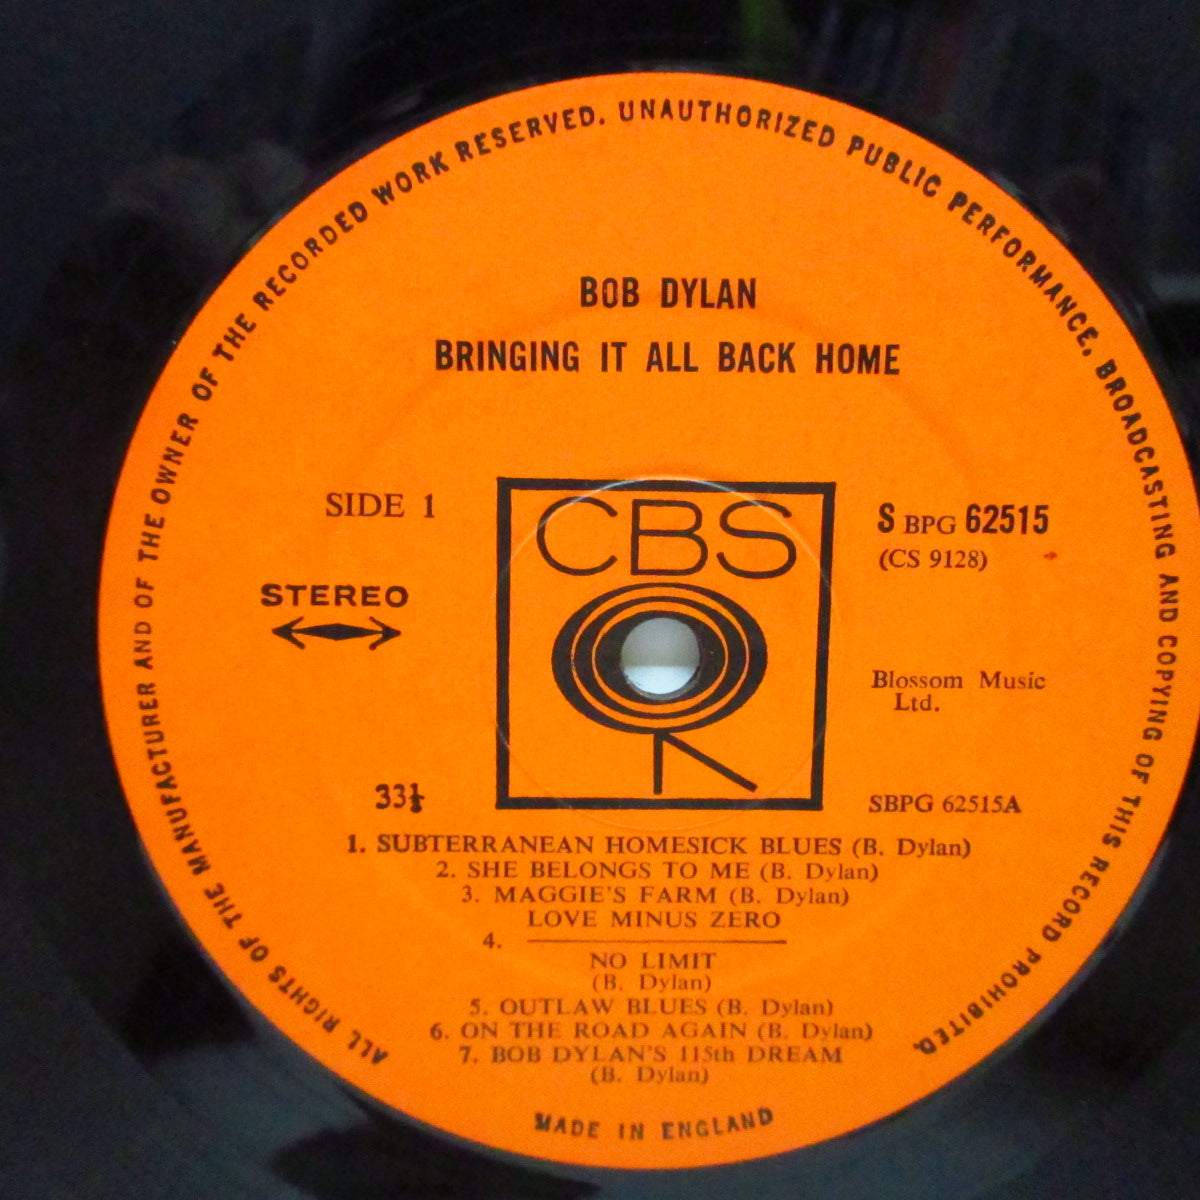 ALL RIGHTS OF THE MANUFACTURER AND OF THE OWNER OF THE RECORDED WORK RESERVED. UNAUTHORIZED PUBLIC PERFORMANCE, BROADCASTING AND COPYING OF THIS RECORD PROHIBITED.
BOB DYLAN
BRINGING IT ALL BACK HOME
SIDE 1
STEREO
CBS
S BPG 62515
(CS 9128)
Blossom Music
Ltd.
33⅓
SBPG 62515A
1. SUBTERRANEAN HOMESICK BLUES (B. Dylan)
2. SHE BELONGS TO ME (B. Dylan)
3. MAGGIE'S FARM (B. Dylan)
LOVE MINUS ZERO
4.
NO LIMIT
(B. Dylan)
5. OUTLAW BLUES (B. Dylan)
6. ON THE ROAD AGAIN (B. Dylan)
7. BOB DYLAN'S 115th DREAM
(B. Dylan)
MADE IN ENGLAND